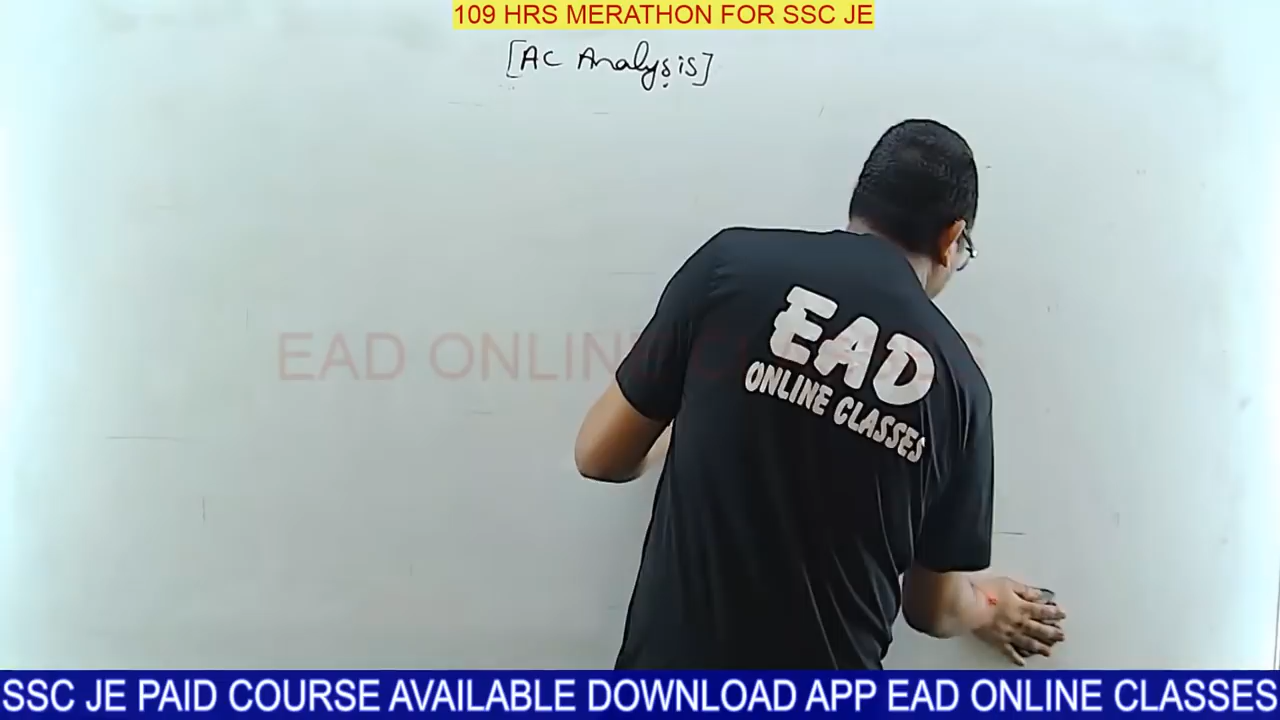 109 HRS MERATHON FOR SSC JE
[AC Analysis]
EAD ONLINE CLASSES
EAD
ONLINE CLASSES
SSC JE PAID COURSE AVAILABLE DOWNLOAD APP EAD ONLINE CLASSES